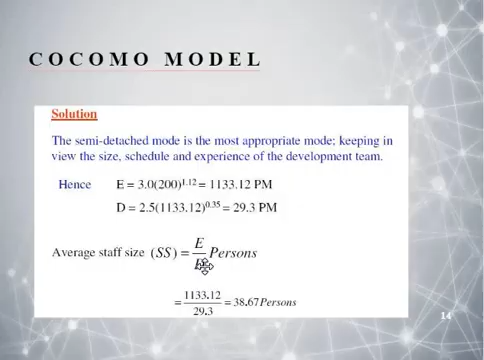 COCOMO MODEL
Solution
The semi-detached mode is the most appropriate mode; keeping in
view the size, schedule and experience of the development team.
Hence E = 3.0(200)^1.12 = 1133.12 PM
D = 2.5(1133.12)^0.35 = 29.3 PM
Average staff size (SS) = E / Persons
= 1133.12 / 29.3 = 38.67 Persons
14